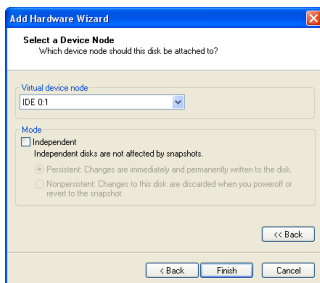 Add Hardware Wizard
Select a Device Node
Which device node should this disk be attached to?
Virtual device node
IDE 0:1
Mode
Independent
Independent disks are not affected by snapshots.
Persistent: Changes are immediately and permanently written to the disk.
Nonpersistent: Changes to this disk are discarded when you poweroff or
revert to the snapshot.
<< Back
< Back Finish Cancel